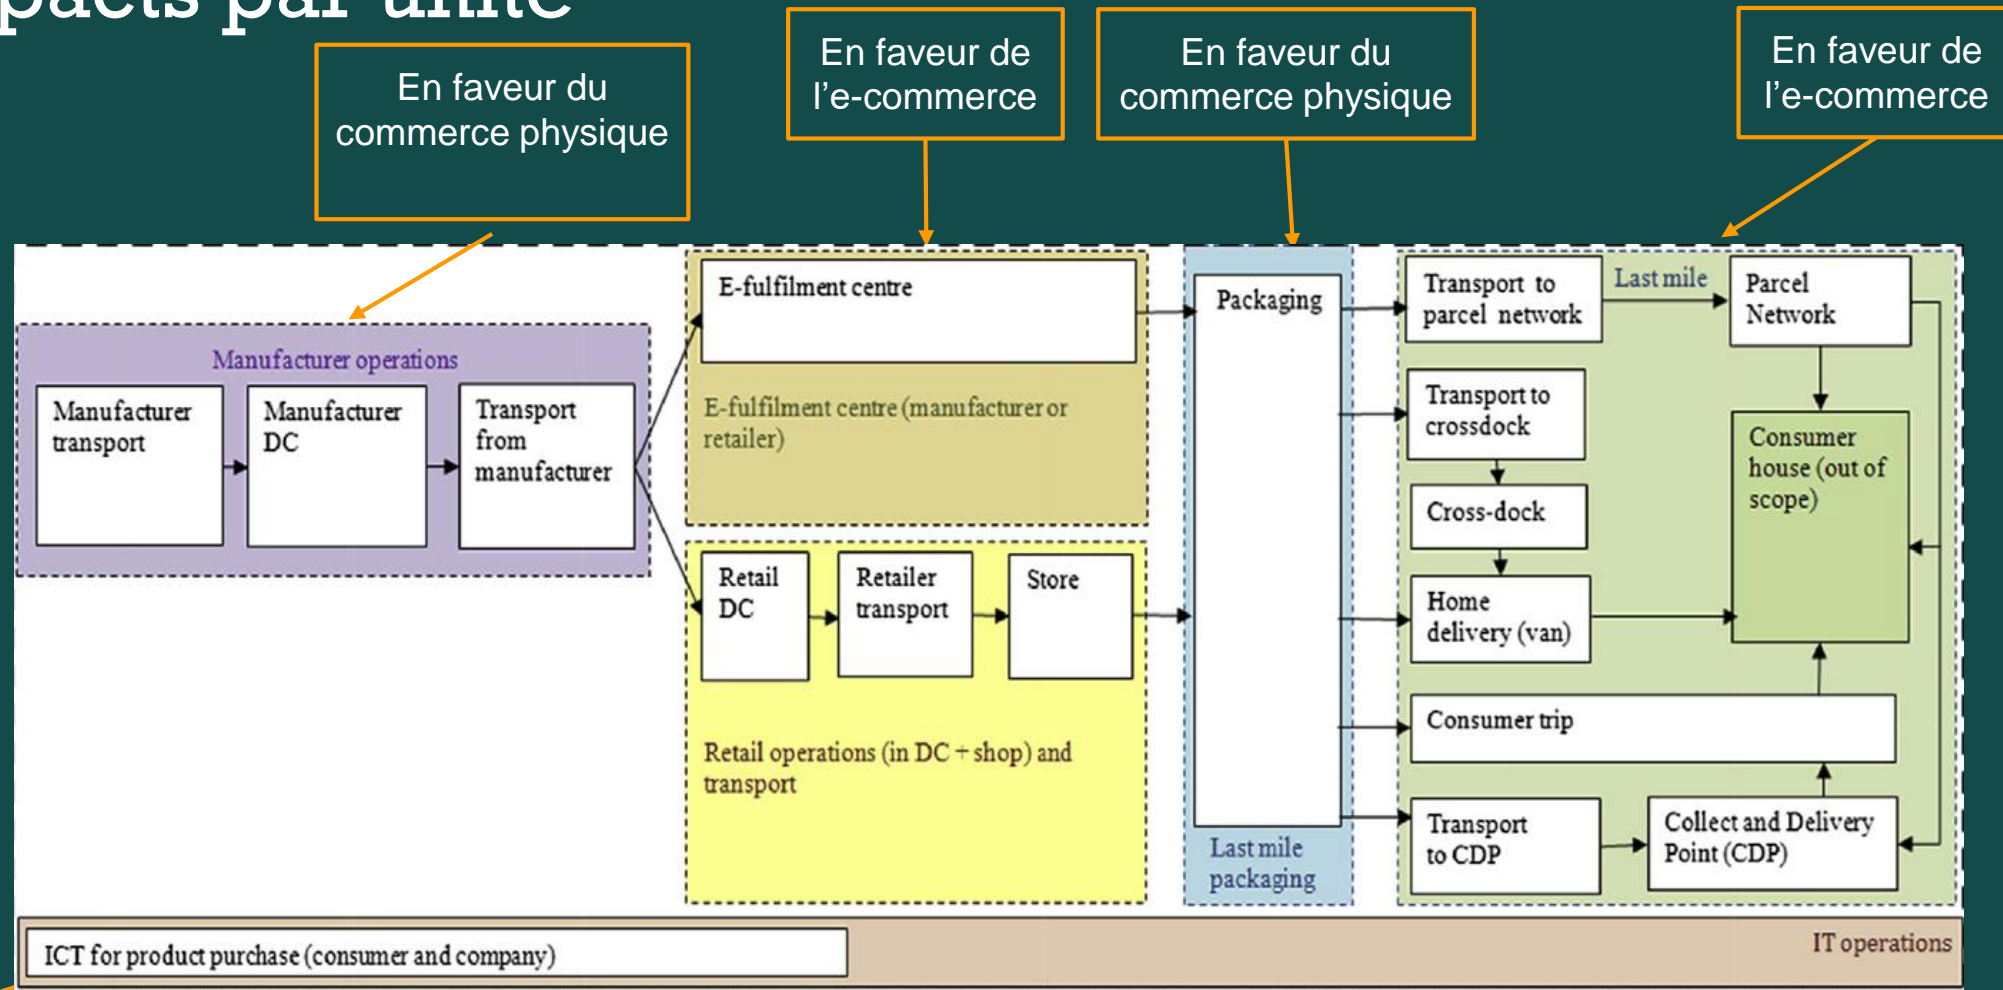 pacts par unité
En faveur du
commerce physique
En faveur de
l'e-commerce
En faveur du
commerce physique
En faveur de
l'e-commerce
Manufacturer operations
Manufacturer
transport
Manufacturer
DC
Transport
from
manufacturer
E-fulfilment centre
E-fulfilment centre (manufacturer or
retailer)
Retail
DC
Retailer
transport
Store
Retail operations (in DC + shop) and
transport
Packaging
Last mile
packaging
Transport to
parcel network
Last mile
Parcel
Network
Transport to
crossdock
Cross-dock
Home
delivery (van)
Consumer
house (out of
scope)
Consumer trip
Transport
to CDP
Collect and Delivery
Point (CDP)
ICT for product purchase (consumer and company)
IT operations